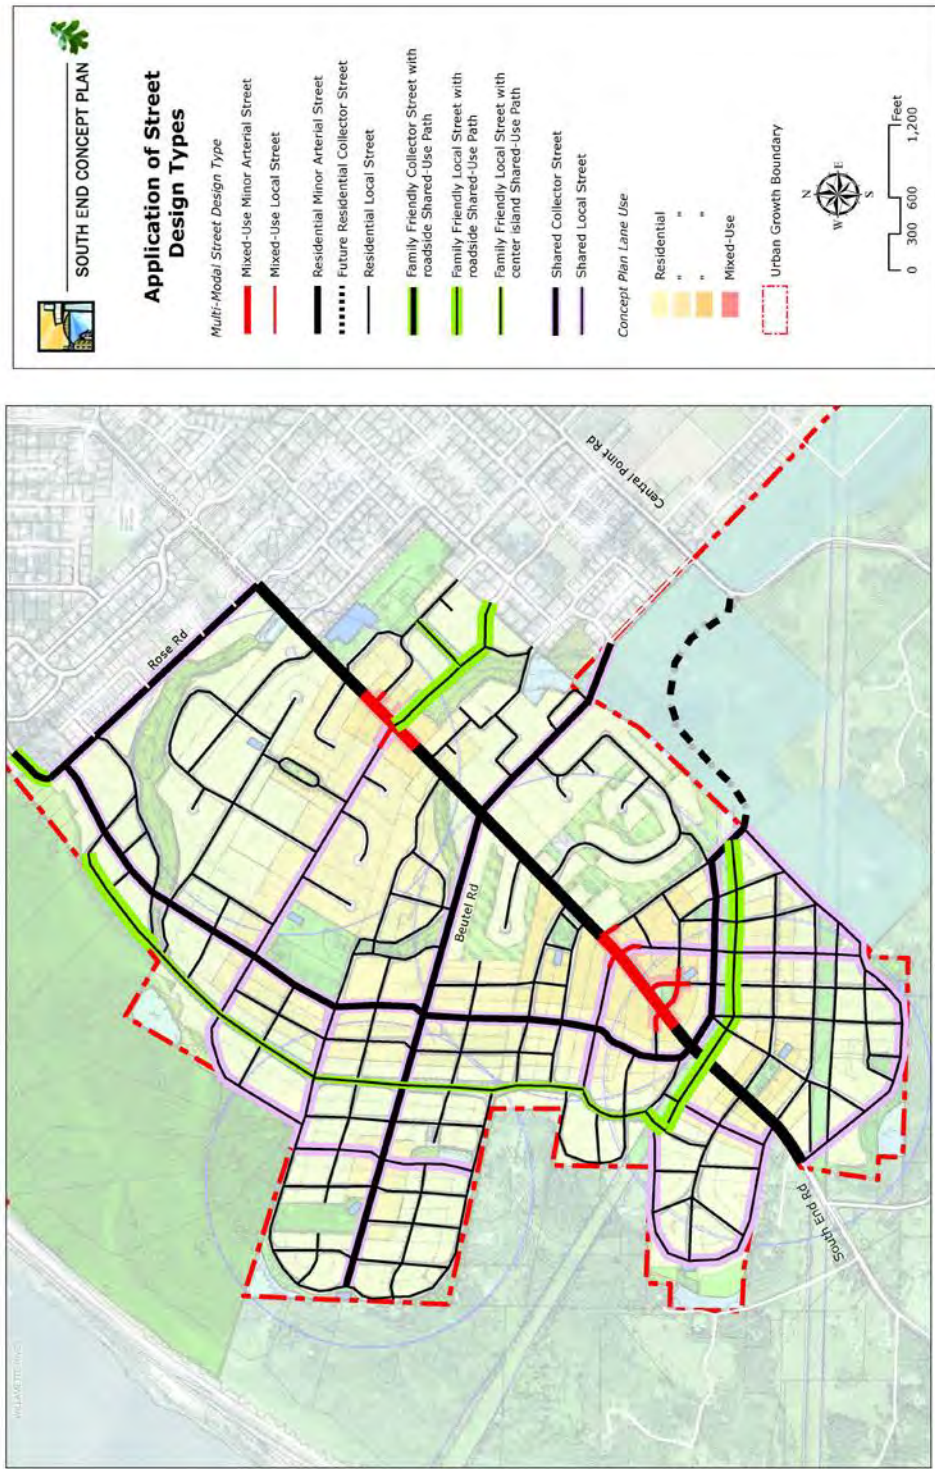 SOUTH END CONCEPT PLAN
Application of Street
Design Types
Multi-Modal Street Design Type
Mixed-Use Minor Arterial Street
Mixed-Use Local Street
Residential Minor Arterial Street
Future Residential Collector Street
Residential Local Street
Family Friendly Collector Street with
roadside Shared-Use Path
Family Friendly Local Street with
roadside Shared-Use Path
Family Friendly Local Street with
center island Shared-Use Path
Shared Collector Street
Shared Local Street
Concept Plan Lane Use
Residential
"      "
"      "
Mixed-Use
Urban Growth Boundary
N
W E
S
0 300 600 1,200
Feet
Rose Rd
Central Point Rd
Beutel Rd
South End Rd